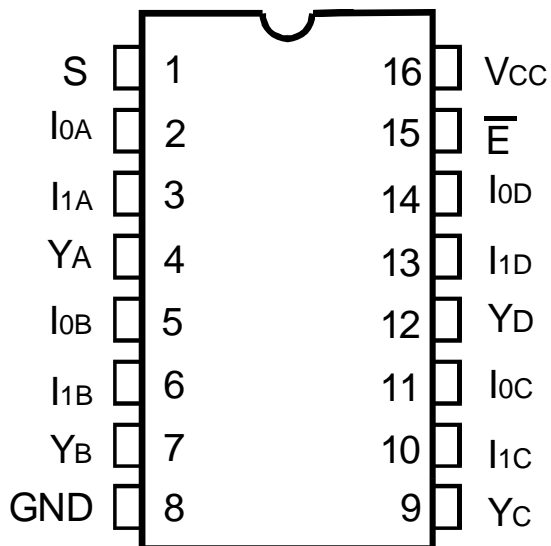 S 1 16 VCC
I0A 2 15 E̅
I1A 3 14 I0D
YA 4 13 I1D
I0B 5 12 YD
I1B 6 11 I0C
YB 7 10 I1C
GND 8 9 YC